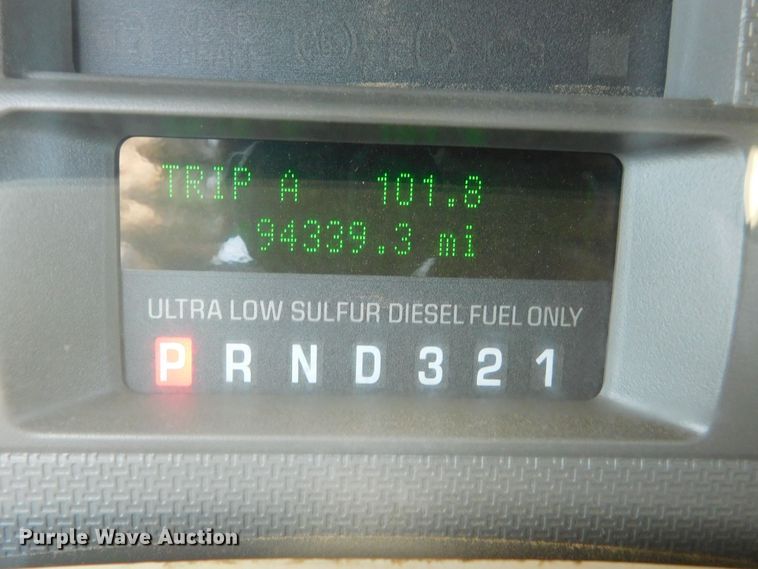 TRIP A 101.8
94339.3 mi
ULTRA LOW SULFUR DIESEL FUEL ONLY
P R N D 3 2 1
Purple Wave Auction